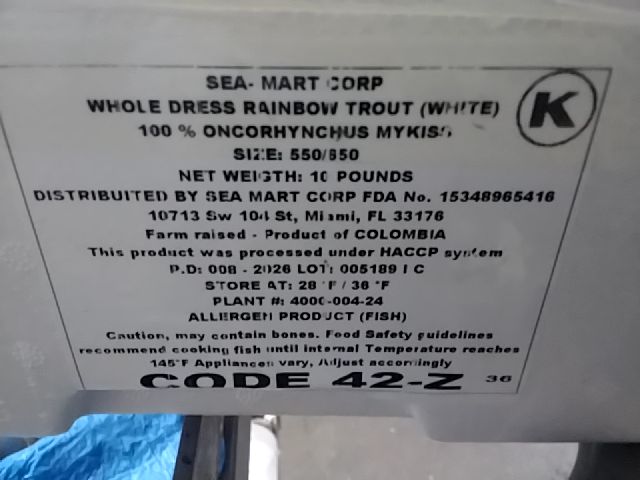 SEA- MART CORP
K
WHOLE DRESS RAINBOW TROUT (WHITE)
100 % ONCORHYNCHUS MYKISS
SIZE: 550/650
NET WEIGTH: 10 POUNDS
DISTRIBUITED BY SEA MART CORP FDA No. 15348965416
10713 Sw 104 St, Miami, FL 33176
Farm raised - Product of COLOMBIA
This product was processed under HACCP system
P.D: 008 - 2026 LOT: 005189 C
STORE AT: 28 °F / 36 °F
PLANT #: 4000-004-24
ALLERGEN PRODUCT (FISH)
Caution, may contain bones. Food Safety guidelines
recommend cooking fish until internal Temperature reaches
145°F Appliances vary, Adjust accordingly
CODE 42-Z 36